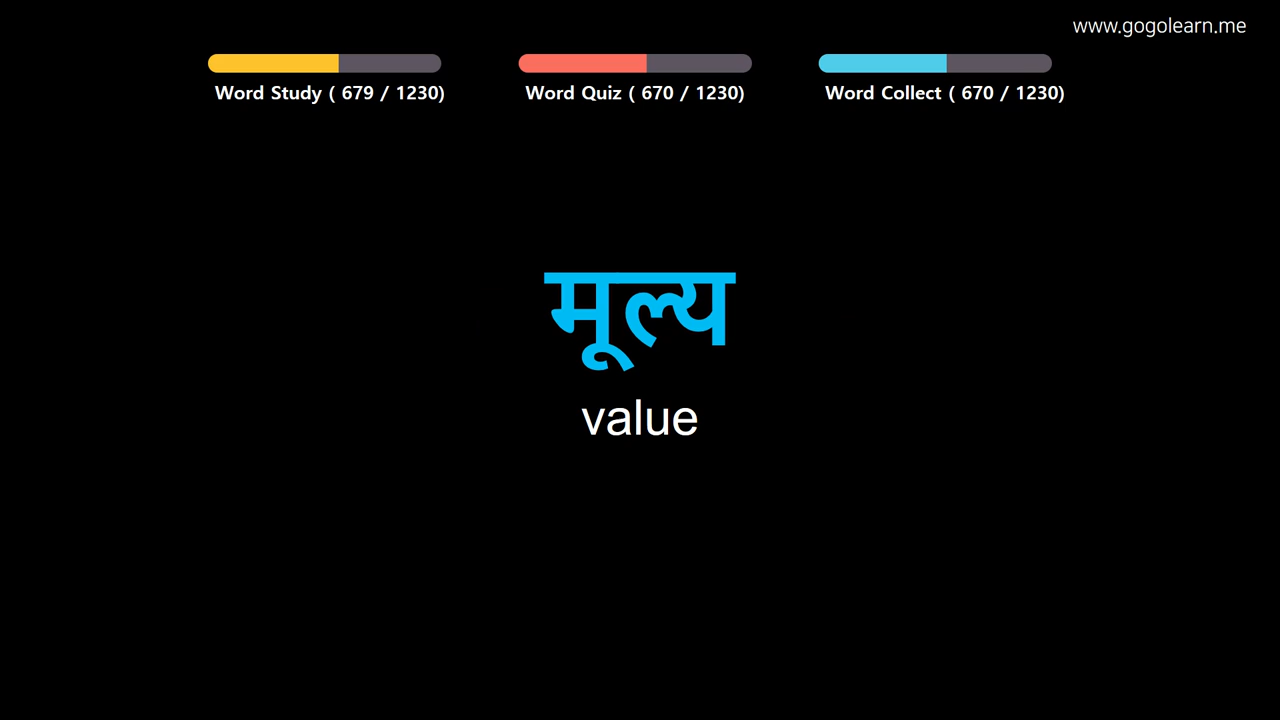 www.gogolearn.me
Word Study ( 679 / 1230)
Word Quiz ( 670 / 1230)
Word Collect ( 670 / 1230)
मूल्य
value